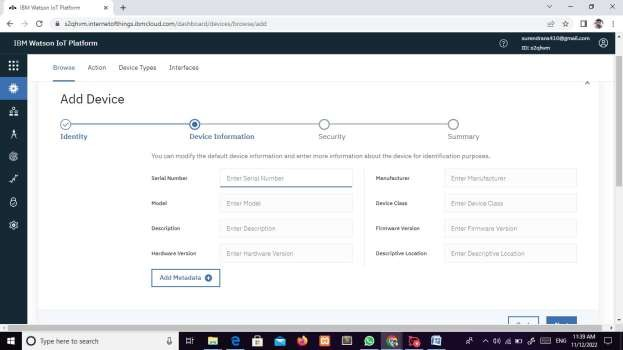 IBM Watson IoT Platform
s2qhvm.internetofthings.ibmcloud.com/dashboard/devices/browse/add
IBM Watson IoT Platform
surendrara410@gmail.com
ID: s2qhvm
Browse Action Device Types Interfaces
Add Device
Identity Device Information Security Summary
You can modify the default device information and enter more information about the device for identification purposes.
Serial Number Enter Serial Number Manufacturer Enter Manufacturer
Model Enter Model Device Class Enter Device Class
Description Enter Description Firmware Version Enter Firmware Version
Hardware Version Enter Hardware Version Descriptive Location Enter Descriptive Location
Add Metadata
Type here to search
ENG
11:39 AM
11/12/2022